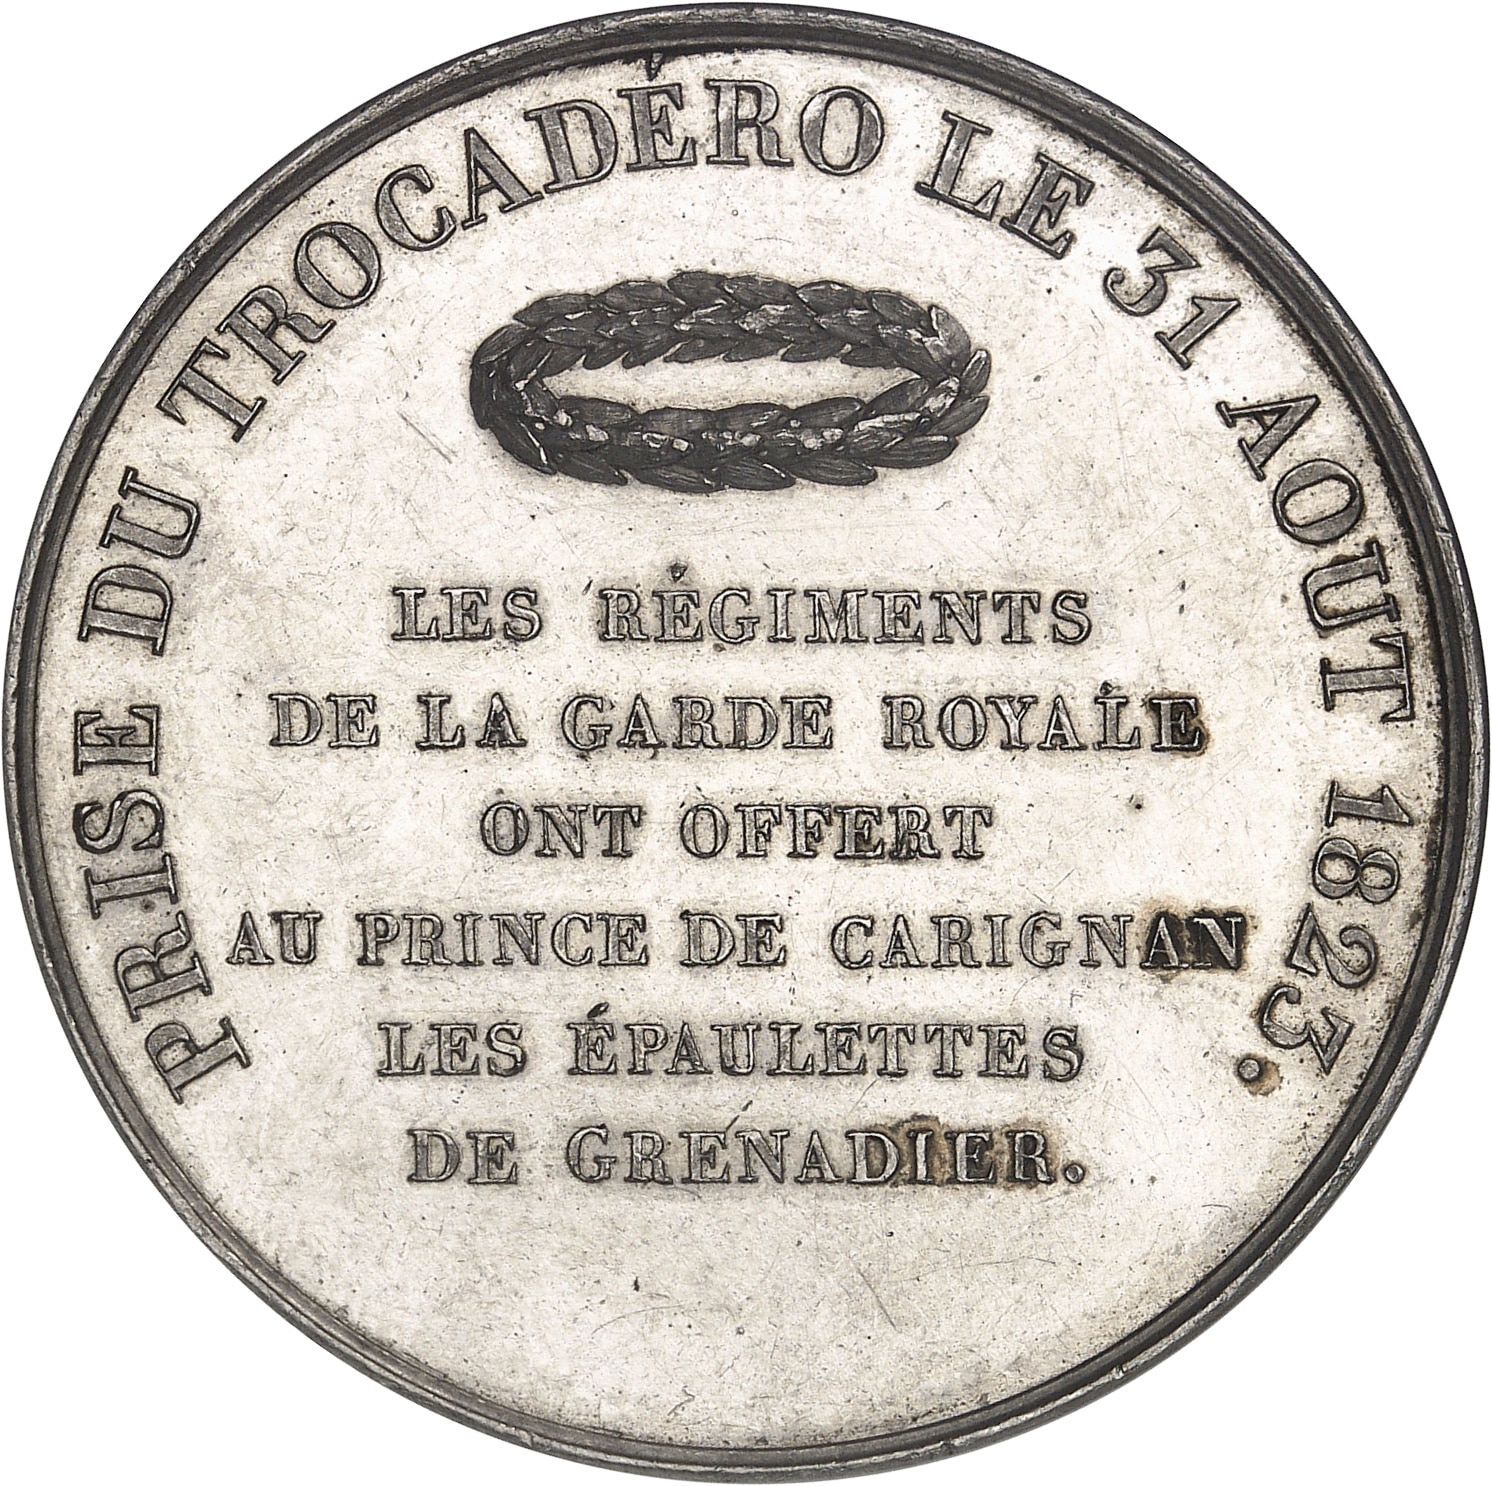 PRISE DU TROCADÉRO LE 31 AOUT 1823.
LES RÉGIMENTS
DE LA GARDE ROYALE
ONT OFFERT
AU PRINCE DE CARIGNAN
LES ÉPAULETTES
DE GRENADIER.